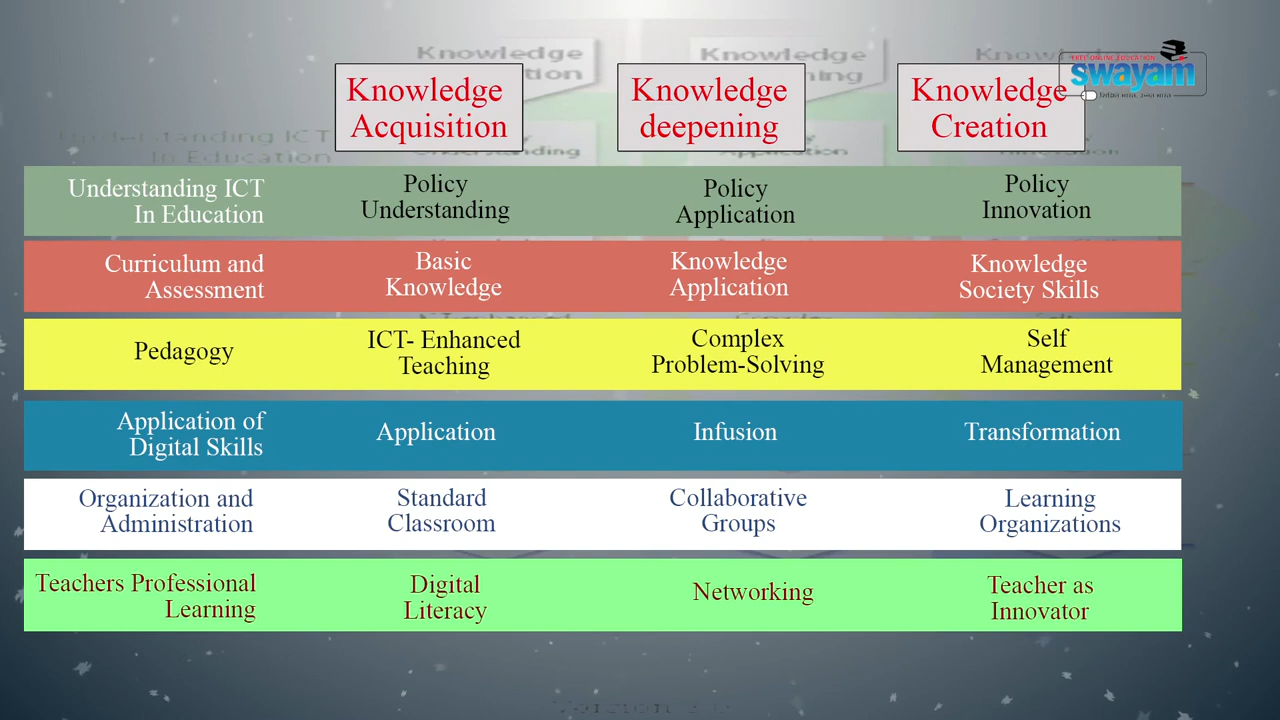 Knowledge
Acquisition
Knowledge
deepening
Knowledge
Creation
FREE ONLINE EDUCATION
swayam
Understanding ICT
In Education
Policy
Understanding
Policy
Application
Policy
Innovation
Curriculum and
Assessment
Basic
Knowledge
Knowledge
Application
Knowledge
Society Skills
Pedagogy
ICT- Enhanced
Teaching
Complex
Problem-Solving
Self
Management
Application of
Digital Skills
Application
Infusion
Transformation
Organization and
Administration
Standard
Classroom
Collaborative
Groups
Learning
Organizations
Teachers Professional
Learning
Digital
Literacy
Networking
Teacher as
Innovator